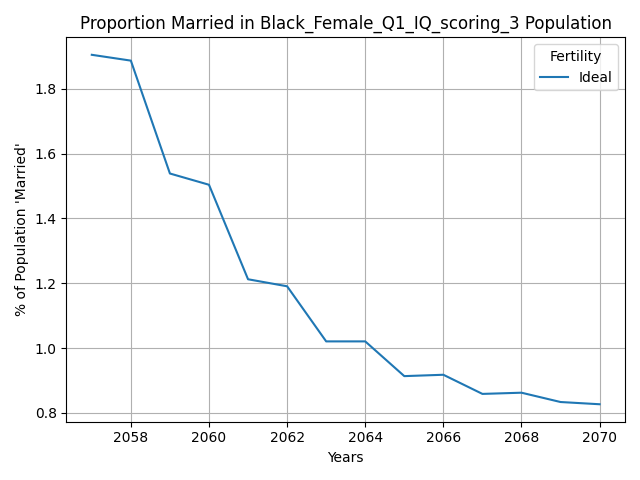 Proportion Married in Black_Female_Q1_IQ_scoring_3 Population
Fertility
Ideal
% of Population 'Married'
1.8
1.6
1.4
1.2
1.0
0.8
2058 2060 2062 2064 2066 2068 2070
Years